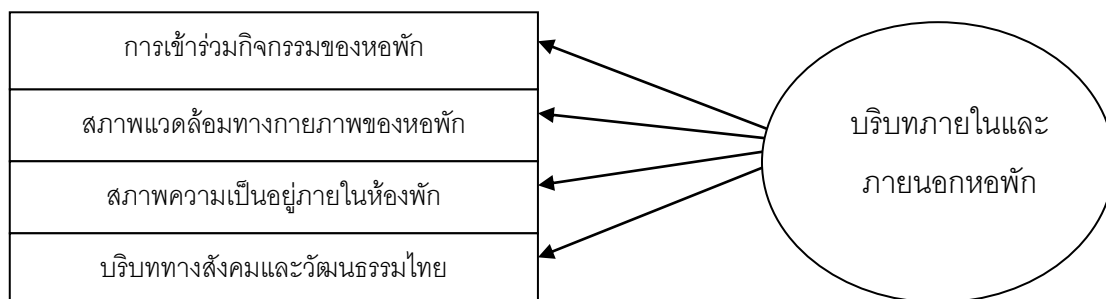 การเข้าร่วมกิจกรรมของหอพัก
สภาพแวดล้อมทางกายภาพของหอพัก
สภาพความเป็นอยู่ภายในห้องพัก
บริบททางสังคมและวัฒนธรรมไทย
บริบทภายในและ
ภายนอกหอพัก